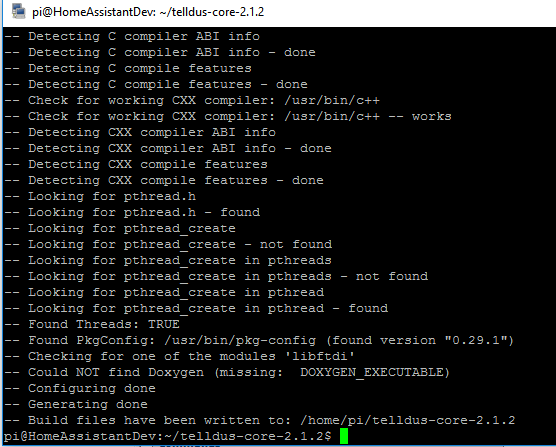 pi@HomeAssistantDev: ~/telldus-core-2.1.2
-- Detecting C compiler ABI info
-- Detecting C compiler ABI info - done
-- Detecting C compile features
-- Detecting C compile features - done
-- Check for working CXX compiler: /usr/bin/c++
-- Check for working CXX compiler: /usr/bin/c++ -- works
-- Detecting CXX compiler ABI info
-- Detecting CXX compiler ABI info - done
-- Detecting CXX compile features
-- Detecting CXX compile features - done
-- Looking for pthread.h
-- Looking for pthread.h - found
-- Looking for pthread_create
-- Looking for pthread_create - not found
-- Looking for pthread_create in pthreads
-- Looking for pthread_create in pthreads - not found
-- Looking for pthread_create in pthread
-- Looking for pthread_create in pthread - found
-- Found Threads: TRUE
-- Found PkgConfig: /usr/bin/pkg-config (found version "0.29.1")
-- Checking for one of the modules 'libftdi'
-- Could NOT find Doxygen (missing:  DOXYGEN_EXECUTABLE)
-- Configuring done
-- Generating done
-- Build files have been written to: /home/pi/telldus-core-2.1.2
pi@HomeAssistantDev:~/telldus-core-2.1.2$